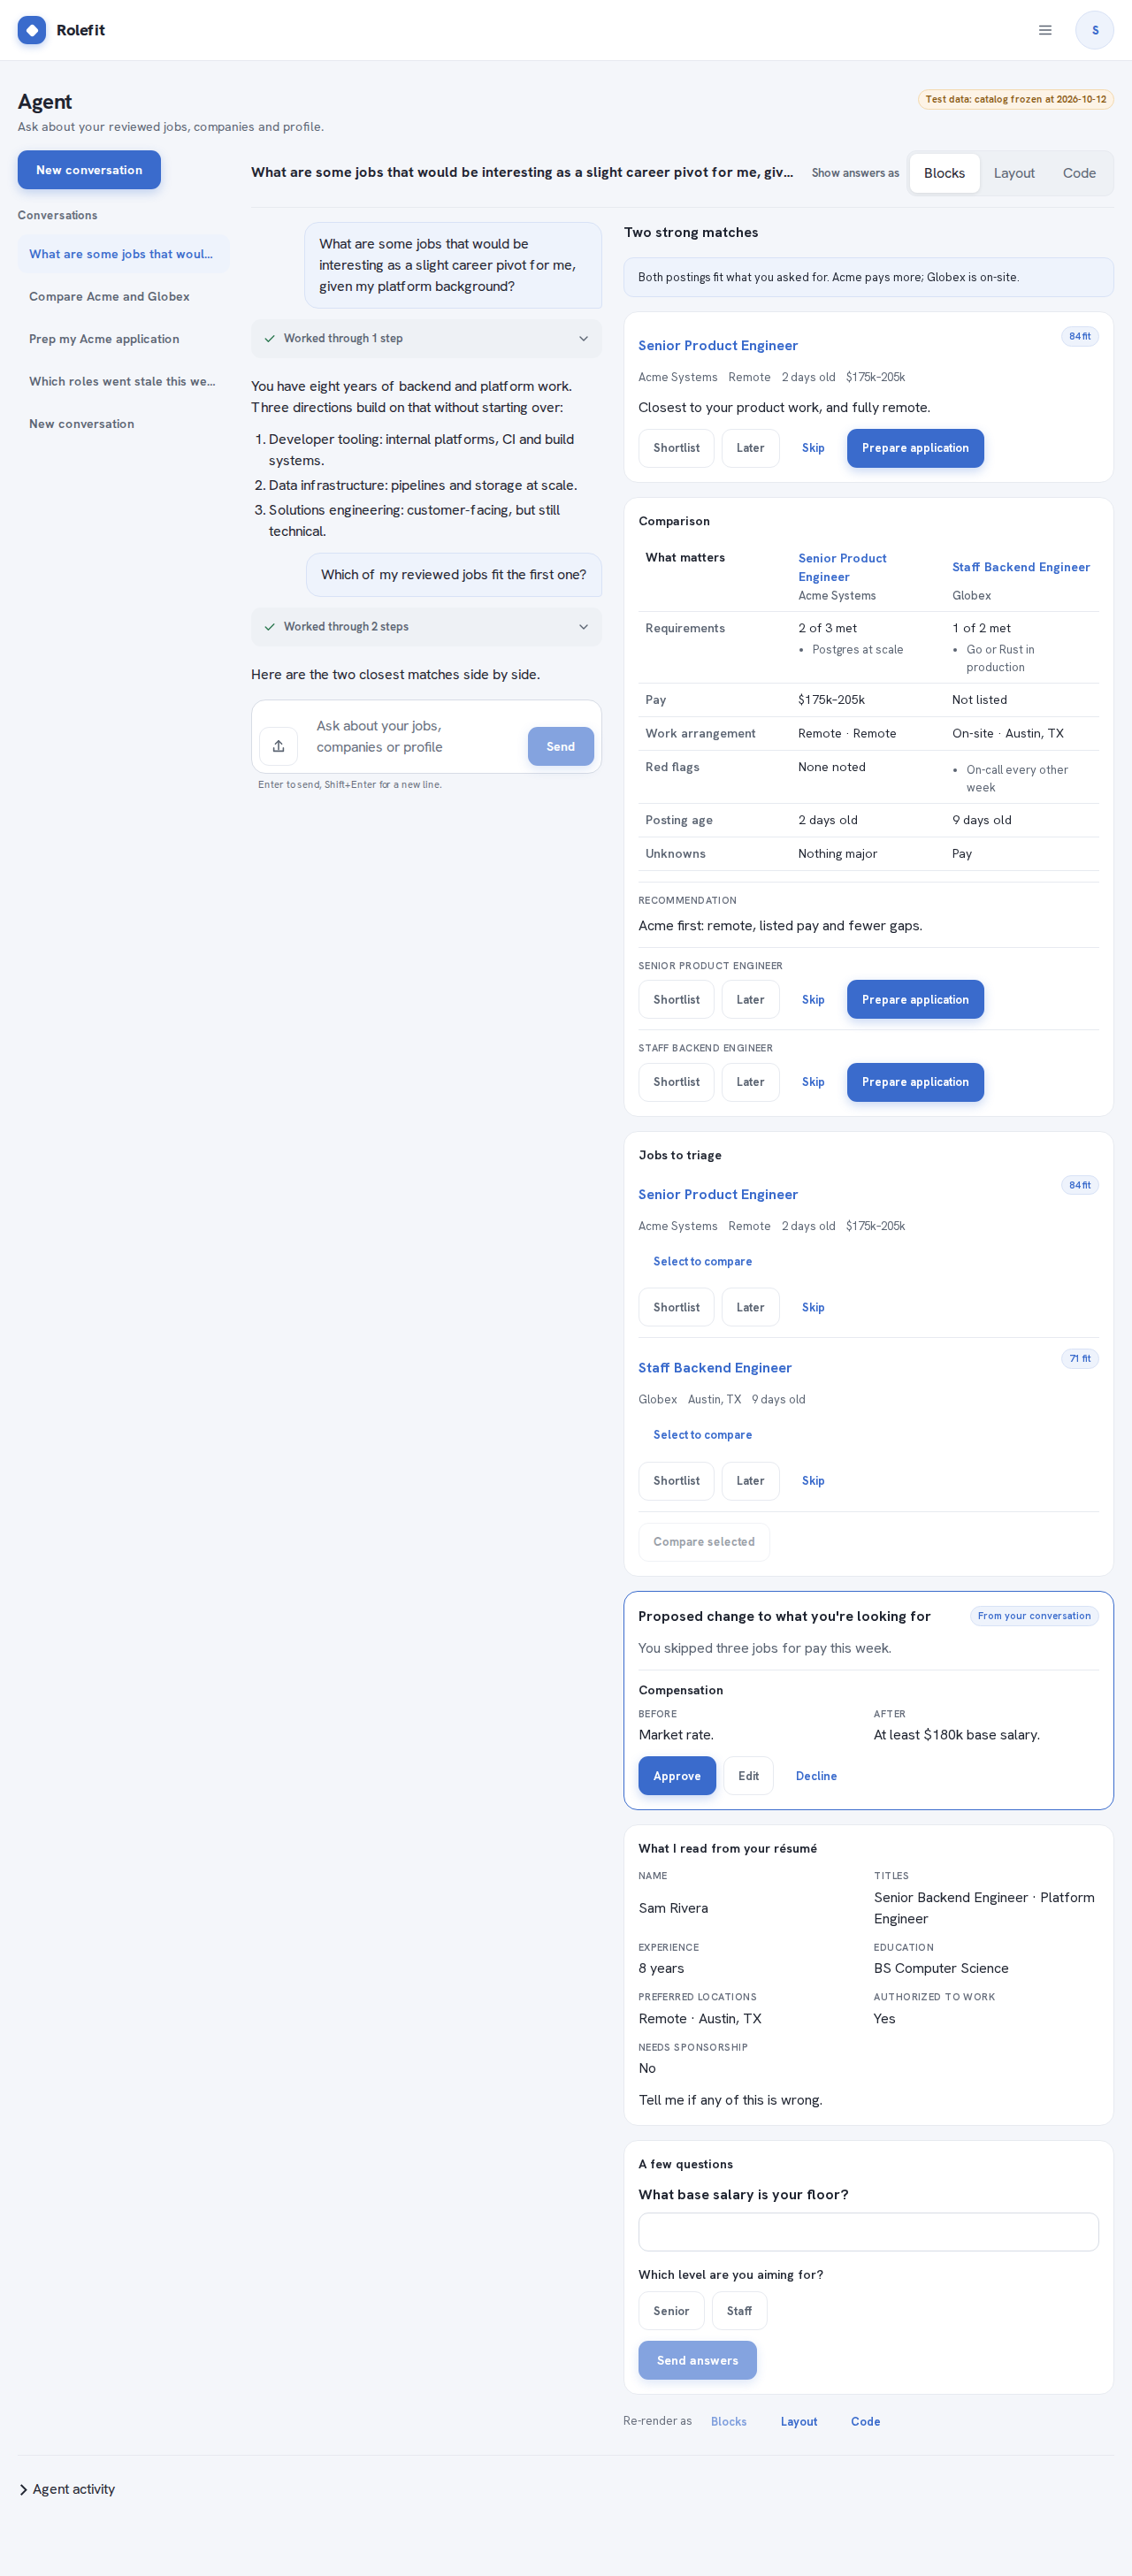 Rolefit
S
Agent
Test data: catalog frozen at 2026-10-12
Ask about your reviewed jobs, companies and profile.
New conversation
Conversations
What are some jobs that woul...
Compare Acme and Globex
Prep my Acme application
Which roles went stale this we...
New conversation
What are some jobs that would be interesting as a slight career pivot for me, giv...
Show answers as
Blocks
Layout
Code
What are some jobs that would be
interesting as a slight career pivot for me,
given my platform background?
Worked through 1 step
You have eight years of backend and platform work.
Three directions build on that without starting over:
1. Developer tooling: internal platforms, CI and build
systems.
2. Data infrastructure: pipelines and storage at scale.
3. Solutions engineering: customer-facing, but still
technical.
Which of my reviewed jobs fit the first one?
Worked through 2 steps
Here are the two closest matches side by side.
Ask about your jobs,
companies or profile
Send
Enter to send, Shift+Enter for a new line.
Two strong matches
Both postings fit what you asked for. Acme pays more; Globex is on-site.
Senior Product Engineer
84 fit
Acme Systems Remote 2 days old $175k–205k
Closest to your product work, and fully remote.
Shortlist Later Skip Prepare application
Comparison
What matters
Senior Product
Engineer
Acme Systems
Staff Backend Engineer
Globex
Requirements
2 of 3 met
• Postgres at scale
1 of 2 met
• Go or Rust in
production
Pay
$175k–205k
Not listed
Work arrangement
Remote · Remote
On-site · Austin, TX
Red flags
None noted
• On-call every other
week
Posting age
2 days old
9 days old
Unknowns
Nothing major
Pay
RECOMMENDATION
Acme first: remote, listed pay and fewer gaps.
SENIOR PRODUCT ENGINEER
Shortlist Later Skip Prepare application
STAFF BACKEND ENGINEER
Shortlist Later Skip Prepare application
Jobs to triage
Senior Product Engineer
84 fit
Acme Systems Remote 2 days old $175k–205k
Select to compare
Shortlist Later Skip
Staff Backend Engineer
71 fit
Globex Austin, TX 9 days old
Select to compare
Shortlist Later Skip
Compare selected
Proposed change to what you're looking for
From your conversation
You skipped three jobs for pay this week.
Compensation
BEFORE
Market rate.
AFTER
At least $180k base salary.
Approve Edit Decline
What I read from your résumé
NAME
Sam Rivera
TITLES
Senior Backend Engineer · Platform
Engineer
EXPERIENCE
8 years
EDUCATION
BS Computer Science
PREFERRED LOCATIONS
Remote · Austin, TX
AUTHORIZED TO WORK
Yes
NEEDS SPONSORSHIP
No
Tell me if any of this is wrong.
A few questions
What base salary is your floor?
Which level are you aiming for?
Senior Staff
Send answers
Re-render as Blocks Layout Code
Agent activity